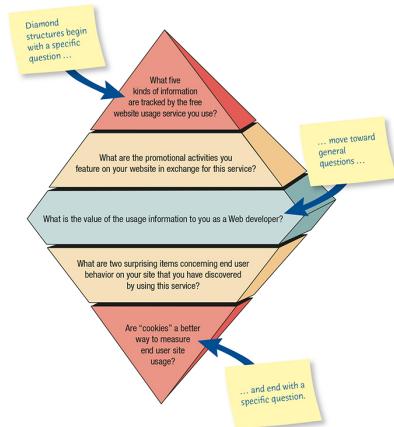 Diamond
structures begin
with a specific
question ...
What five
kinds of information
are tracked by the free
website usage service you use?
What are the promotional activities you
feature on your website in exchange for this service?
... move toward
general
questions ...
What is the value of the usage information to you as a Web developer?
What are two surprising items concerning end user
behavior on your site that you have discovered
by using this service?
Are “cookies” a better
way to measure
end user site
usage?
... and end with a
specific question.